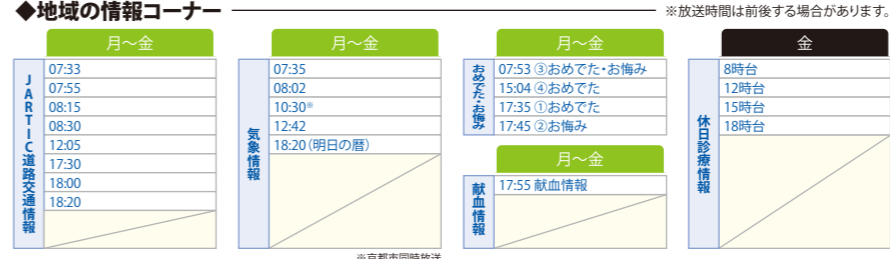 ◆地域の情報コーナー
※放送時間は前後する場合があります。
月～金
JARTIC道路交通情報
07:33
07:55
08:15
08:30
12:05
17:30
18:00
18:20
月～金
気象情報
07:35
08:02
10:30※
12:42
18:20(明日の暦)
※京都市同時放送
月～金
おめでた・お悔み
07:53 ③おめでた・お悔み
15:04 ④おめでた
17:35 ①おめでた
17:45 ②お悔み
月～金
献血情報
17:55 献血情報
金
休日診療情報
8時台
12時台
15時台
18時台